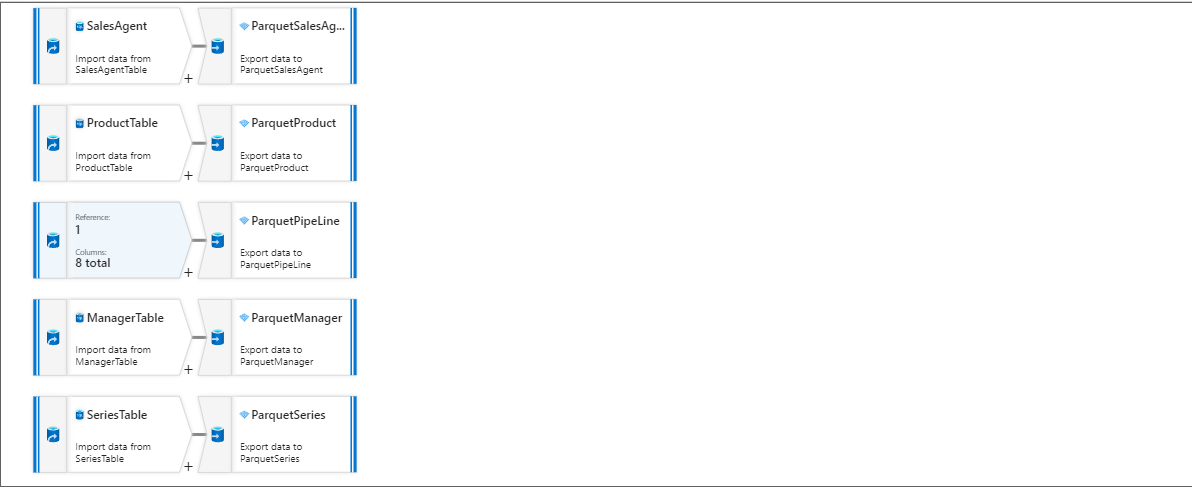 SalesAgent
Import data from
SalesAgentTable
+
ParquetSalesAg...
Export data to
ParquetSalesAgent
ProductTable
Import data from
ProductTable
+
ParquetProduct
Export data to
ParquetProduct
Reference:
1
Columns:
8 total
+
ParquetPipeLine
Export data to
ParquetPipeLine
ManagerTable
Import data from
ManagerTable
+
ParquetManager
Export data to
ParquetManager
SeriesTable
Import data from
SeriesTable
+
ParquetSeries
Export data to
ParquetSeries